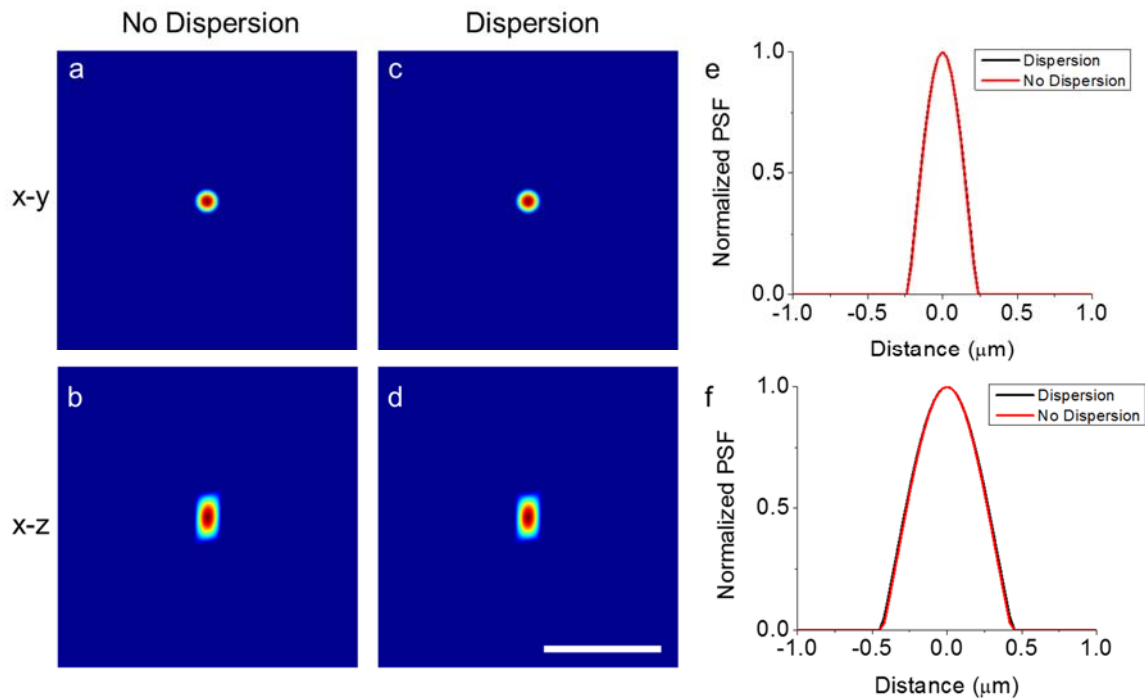 No Dispersion
Dispersion
a
c
x-y
b
d
x-z
e
1.0
0.5
0.0
Normalized PSF
Dispersion
No Dispersion
-1.0 -0.5 0.0 0.5 1.0
Distance (μm)
f
1.0
0.5
0.0
Normalized PSF
Dispersion
No Dispersion
-1.0 -0.5 0.0 0.5 1.0
Distance (μm)